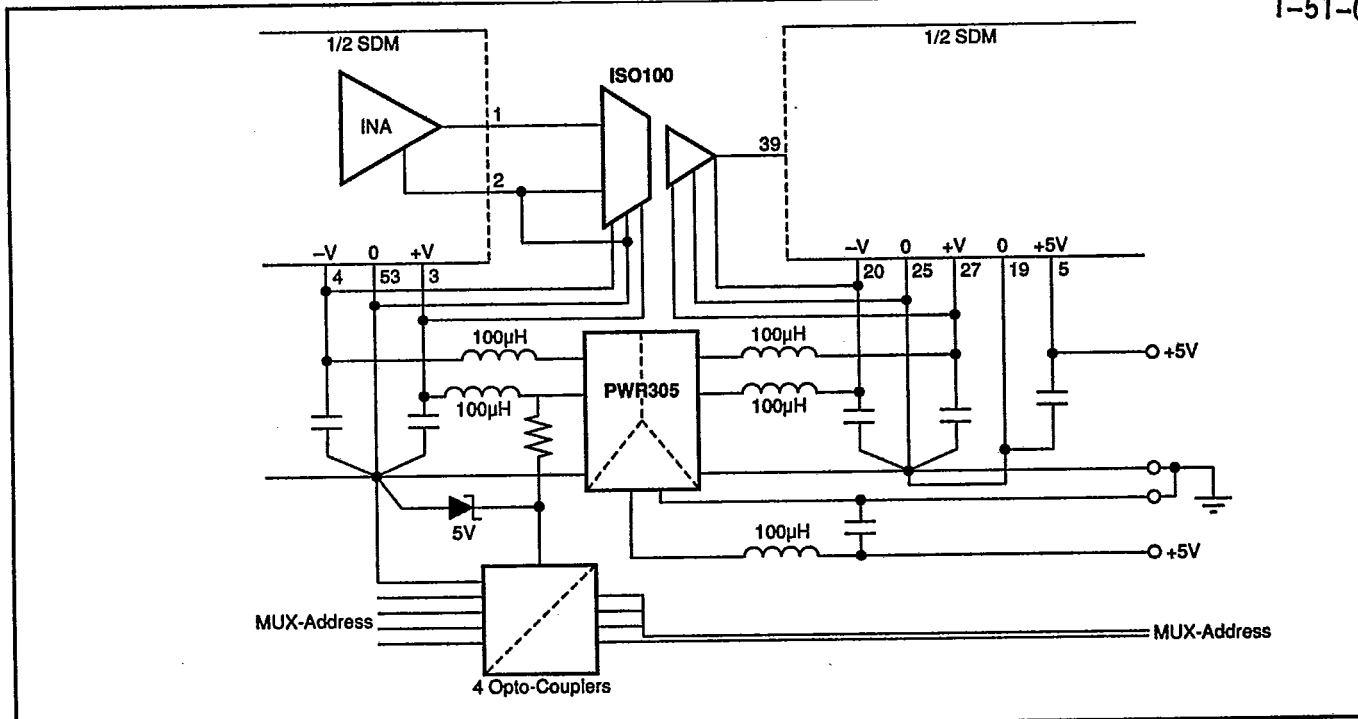 T-51-
1/2 SDM
1/2 SDM
ISO100
INA
1
2
39
–V 0 +V
4 53 3
–V 0 +V 0 +5V
20 25 27 19 5
100µH
100µH
+5V
PWR305
100µH
100µH
5V
100µH
+5V
MUX-Address
MUX-Address
4 Opto-Couplers